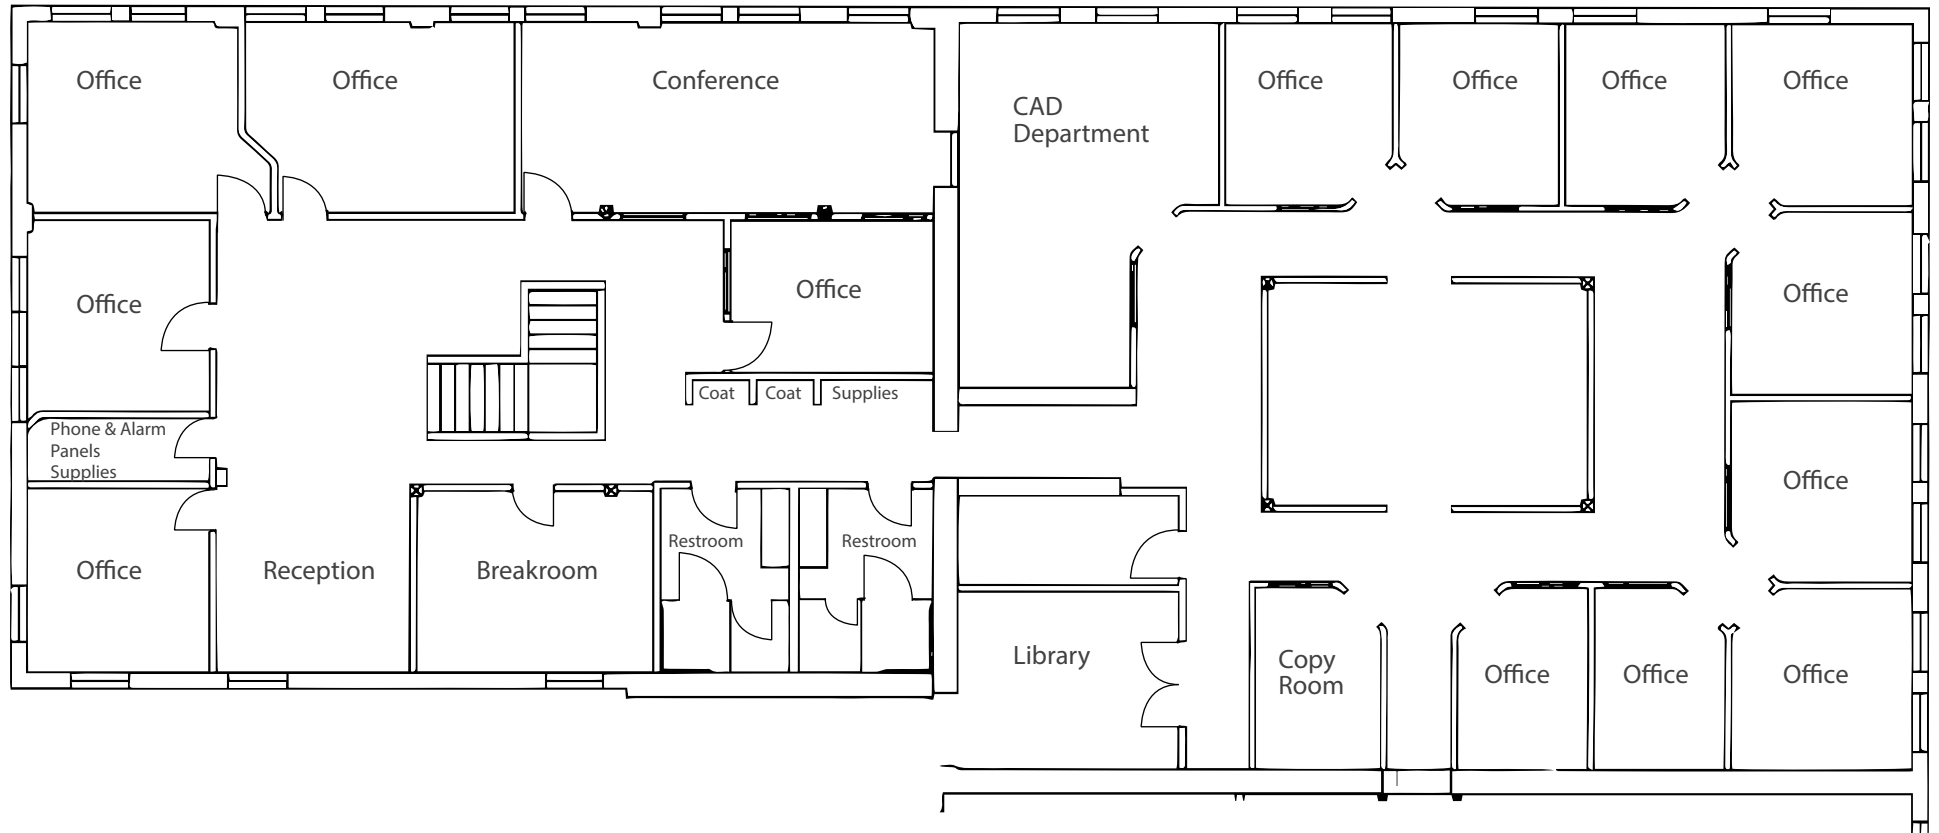 Office
Office
Conference
CAD
Department
Office
Office
Office
Office
Office
Office
Office
Coat
Coat
Supplies
Phone & Alarm
Panels
Supplies
Office
Office
Reception
Breakroom
Restroom
Restroom
Library
Copy
Room
Office
Office
Office